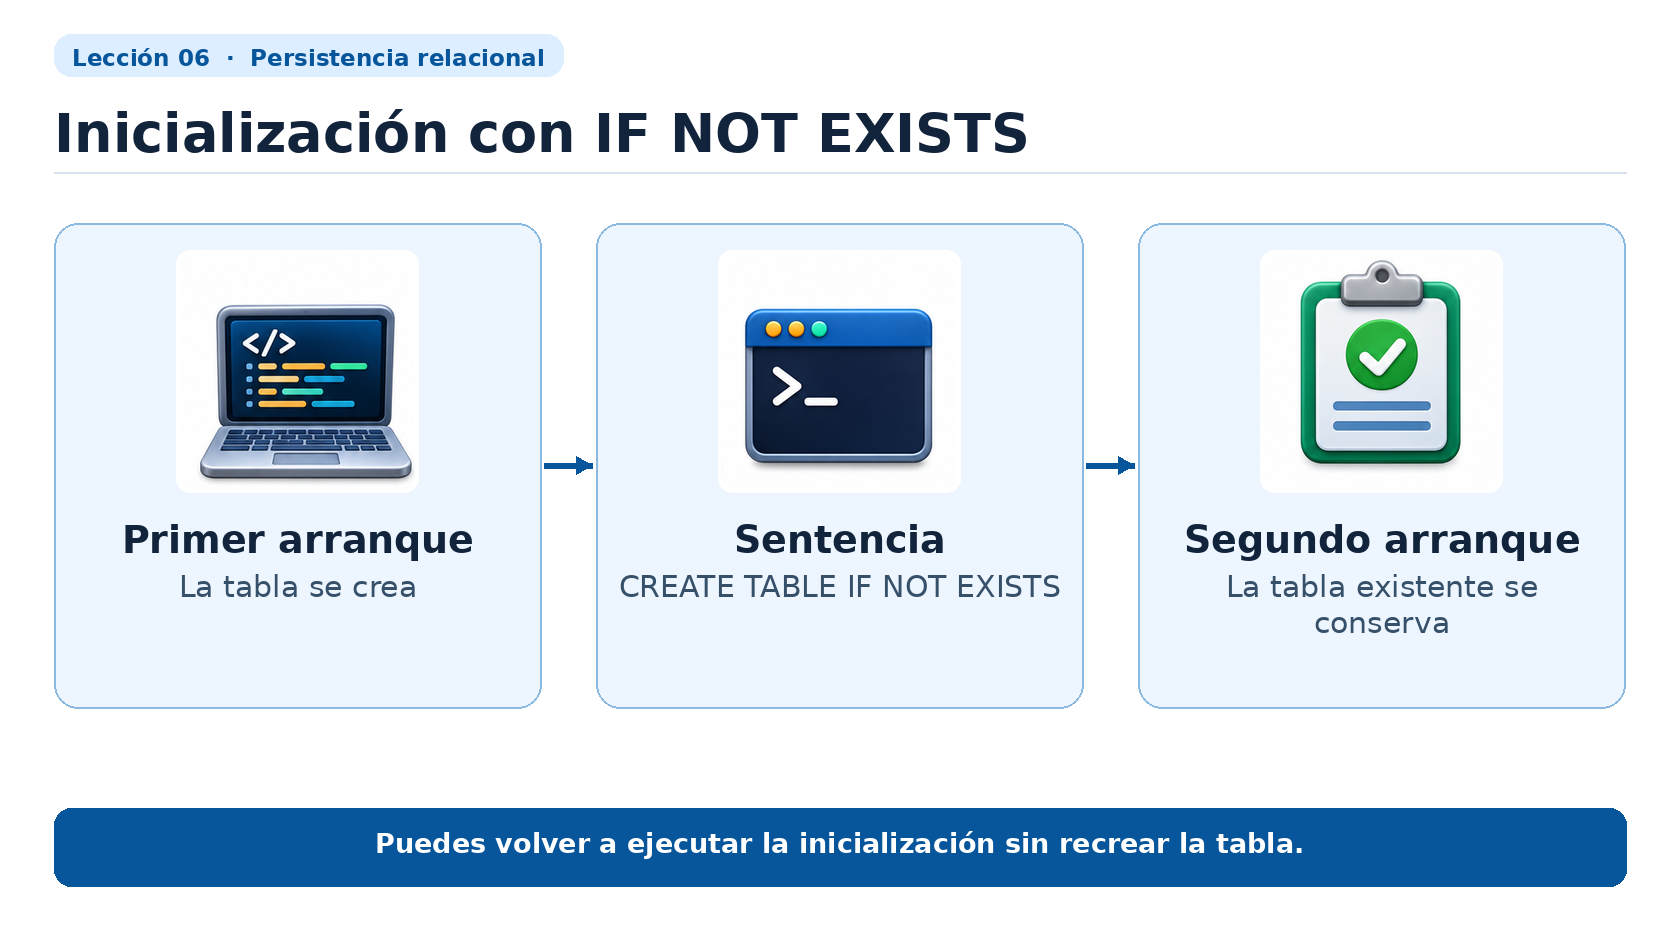 Lección 06 · Persistencia relacional
Inicialización con IF NOT EXISTS
</>
>_
Primer arranque
La tabla se crea
Sentencia
CREATE TABLE IF NOT EXISTS
Segundo arranque
La tabla existente se
conserva
Puedes volver a ejecutar la inicialización sin recrear la tabla.